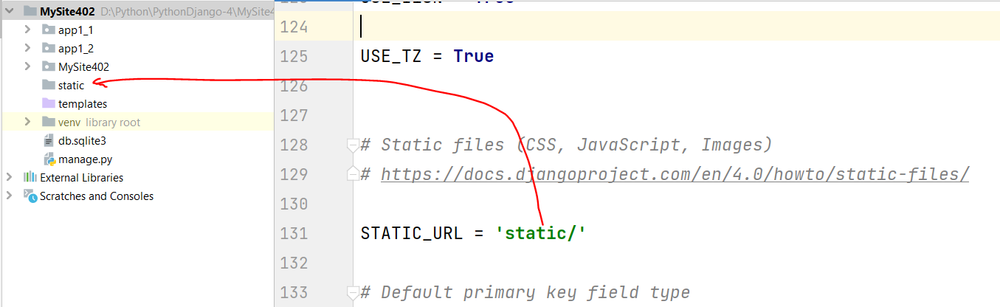 MySite402 D:\Python\PythonDjango-4\MySite4
app1_1
app1_2
MySite402
static
templates
venv library root
db.sqlite3
manage.py
External Libraries
Scratches and Consoles
124
125 USE_TZ = True
126
127
128 # Static files (CSS, JavaScript, Images)
129 # https://docs.djangoproject.com/en/4.0/howto/static-files/
130
131 STATIC_URL = 'static/'
132
133 # Default primary key field type